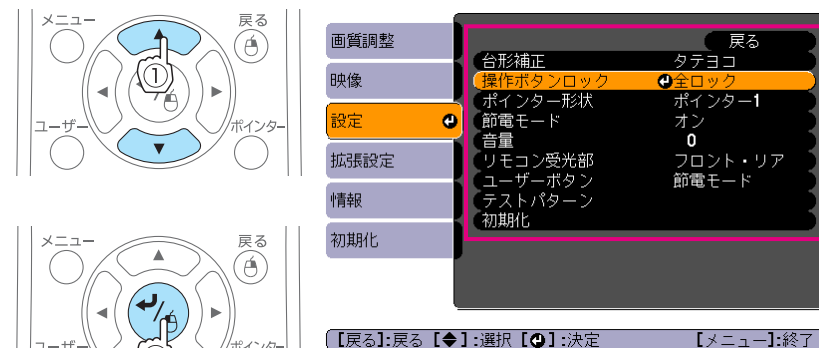 メニュー
戻る
①
ユーザー
ポインター
メニュー
戻る
ユーザー
ポインター
画質調整
映像
設定
拡張設定
情報
初期化
戻る
台形補正 タテヨコ
操作ボタンロック 全ロック
ポインター形状 ポインター1
節電モード オン
音量 0
リモコン受光部 フロント・リア
ユーザーボタン 節電モード
テストパターン
初期化
【戻る】:戻る 【◆】:選択 【⏎】:決定 【メニュー】:終了